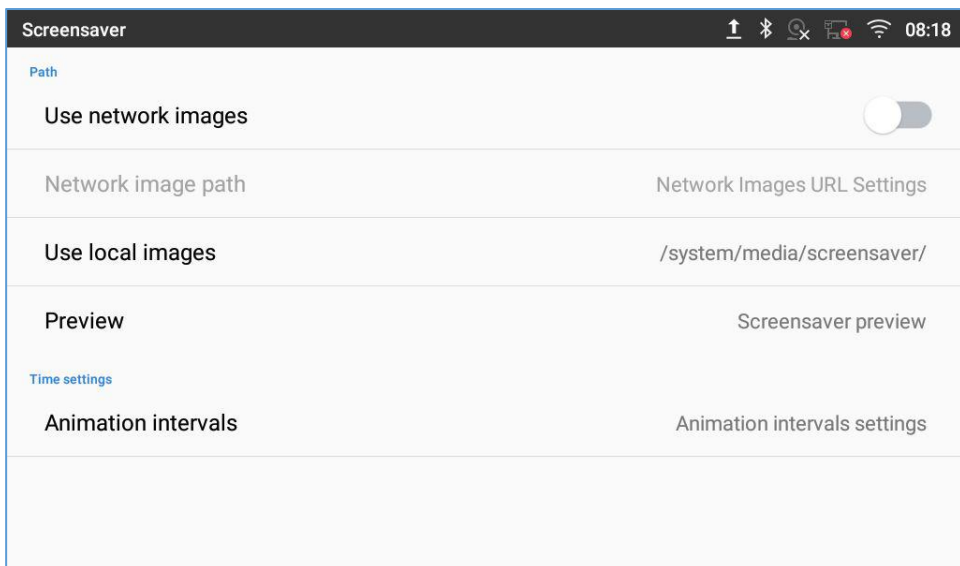 Screensaver 08:18
Path
Use network images
Network image path Network Images URL Settings
Use local images /system/media/screensaver/
Preview Screensaver preview
Time settings
Animation intervals Animation intervals settings